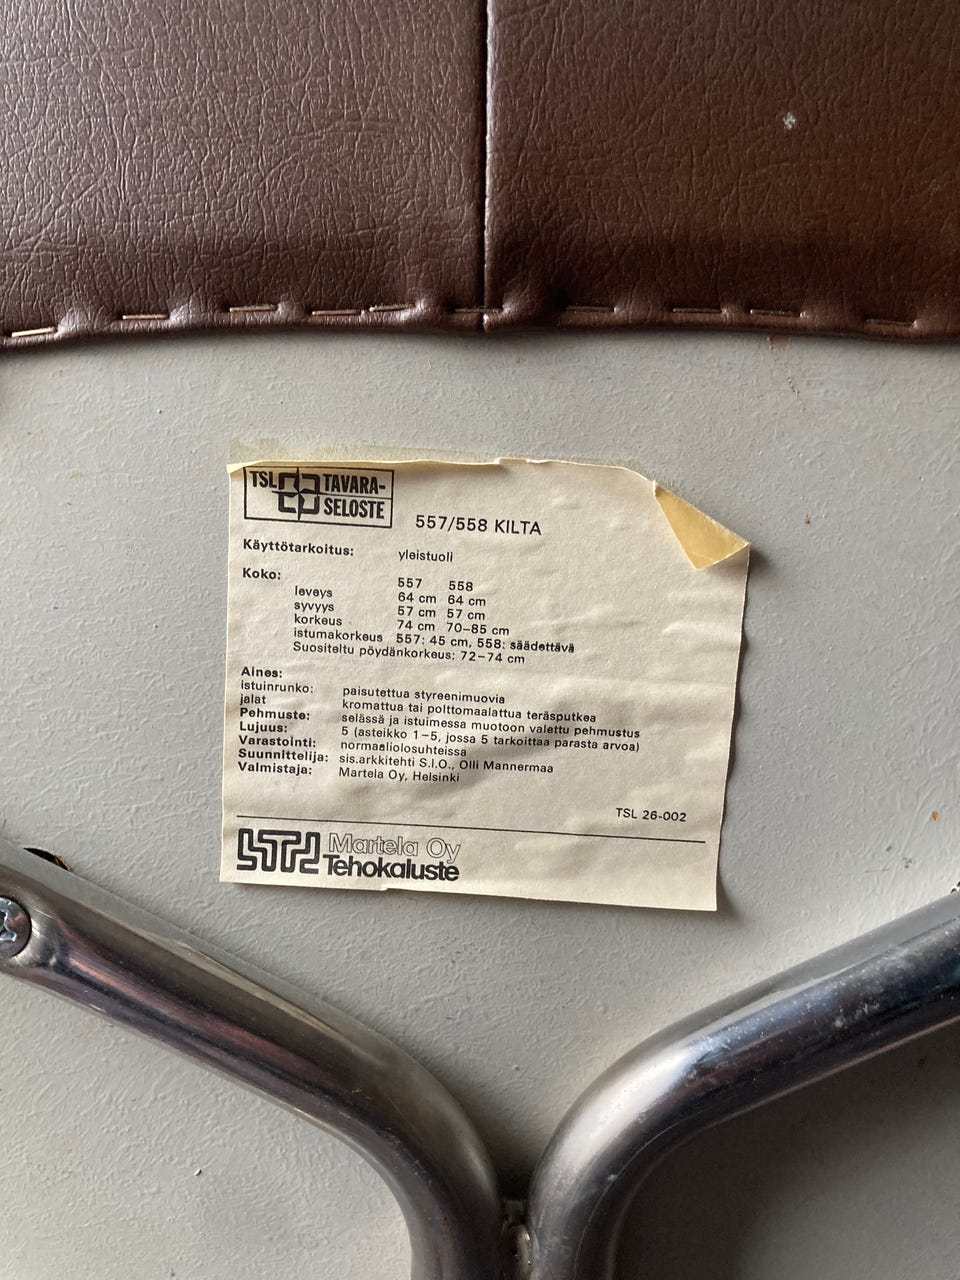 TSL TAVARA-
SELOSTE
557/558 KILTA
Käyttötarkoitus: yleistuoli
Koko: 557 558
leveys 64 cm 64 cm
syvyys 57 cm 57 cm
korkeus 74 cm 70–85 cm
istumakorkeus 557: 45 cm, 558: säädettävä
Suositeltu pöydänkorkeus: 72–74 cm
Aines:
istuinrunko: paisutettua styreenimuovia
jalat kromattua tai polttomaalattua teräsputkea
Pehmuste: selässä ja istuimessa muotoon valettu pehmustus
Lujuus: 5 (asteikko 1–5, jossa 5 tarkoittaa parasta arvoa)
Varastointi: normaaliolosuhteissa
Suunnittelija: sis.arkkitehti S.I.O., Olli Mannermaa
Valmistaja: Martela Oy, Helsinki
TSL 26-002
Martela Oy
Tehokaluste